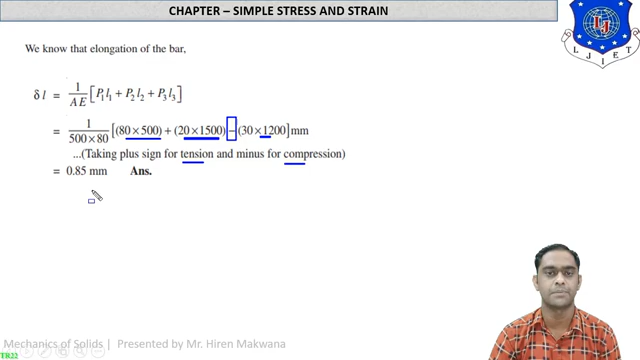 CHAPTER – SIMPLE STRESS AND STRAIN
LJ
L J I E T
We know that elongation of the bar,
δ l = 1/AE [P₁l₁ + P₂l₂ + P₃l₃]
= 1/500 × 80 [(80 × 500) + (20 × 1500) – (30 × 1200] mm
...(Taking plus sign for tension and minus for compression)
= 0.85 mm Ans.
Mechanics of Solids | Presented by Mr. Hiren Makwana
TB22